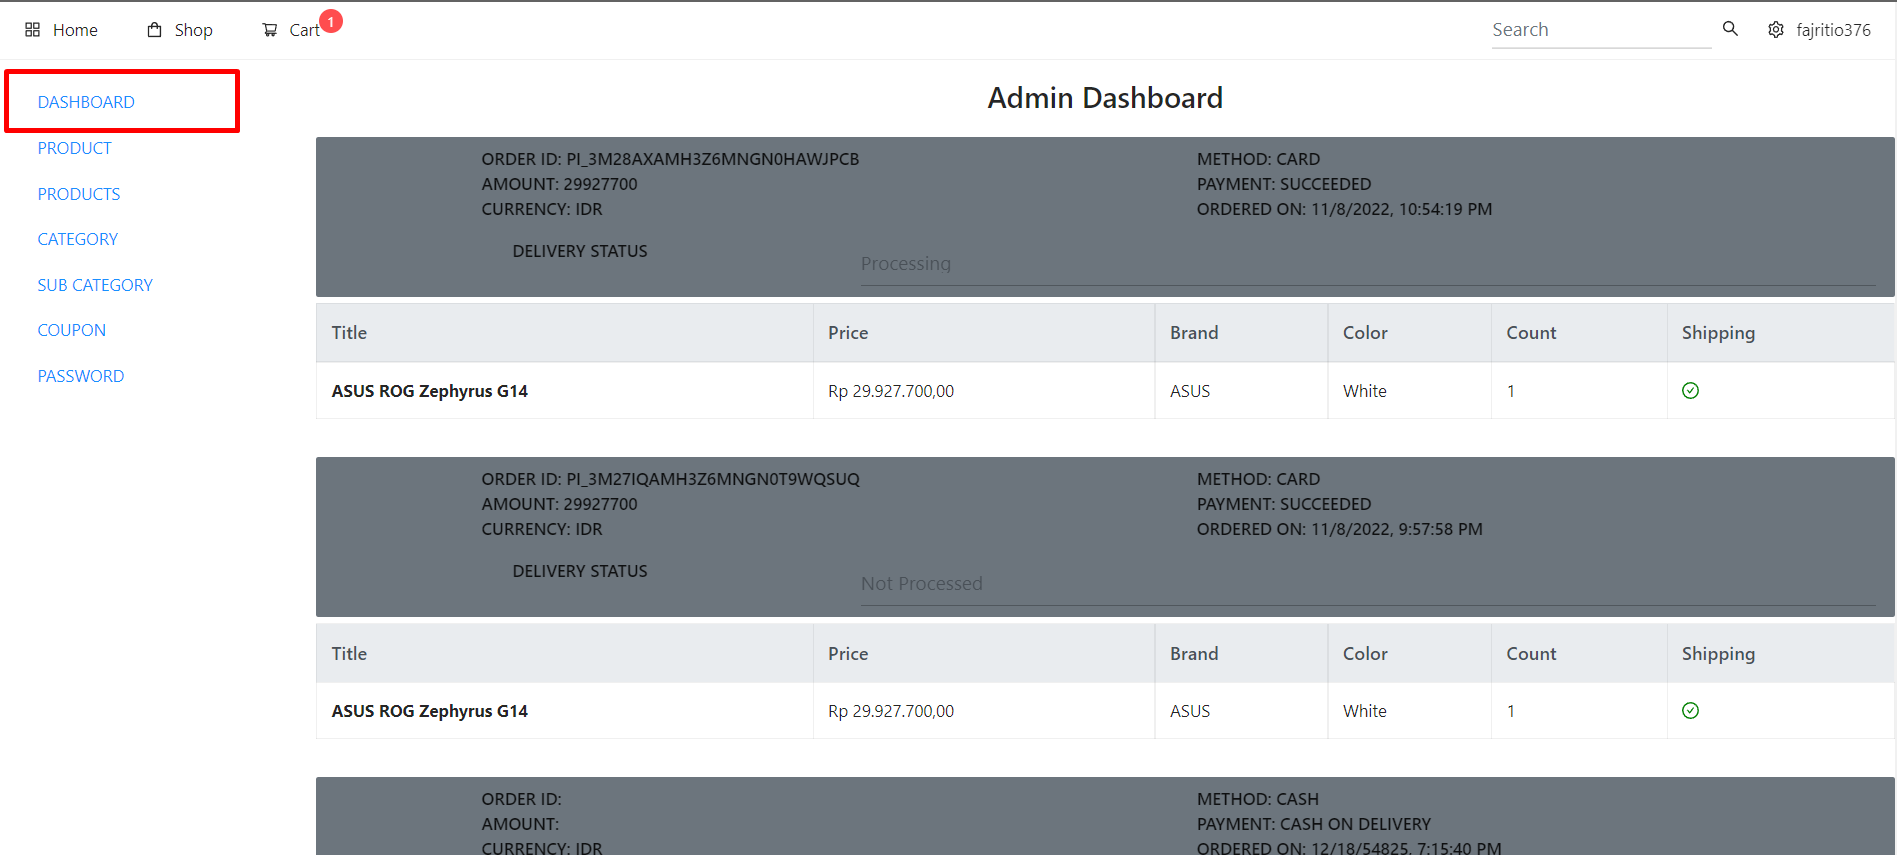 Home Shop Cart 1 Search fajritio376
DASHBOARD
PRODUCT
PRODUCTS
CATEGORY
SUB CATEGORY
COUPON
PASSWORD
Admin Dashboard
ORDER ID: PI_3M28AXAMH3Z6MNGN0HAWJPCB
AMOUNT: 29927700
CURRENCY: IDR
METHOD: CARD
PAYMENT: SUCCEEDED
ORDERED ON: 11/8/2022, 10:54:19 PM
DELIVERY STATUS Processing
Title Price Brand Color Count Shipping
ASUS ROG Zephyrus G14 Rp 29.927.700,00 ASUS White 1
ORDER ID: PI_3M27IQAMH3Z6MNGN0T9WQSUQ
AMOUNT: 29927700
CURRENCY: IDR
METHOD: CARD
PAYMENT: SUCCEEDED
ORDERED ON: 11/8/2022, 9:57:58 PM
DELIVERY STATUS Not Processed
Title Price Brand Color Count Shipping
ASUS ROG Zephyrus G14 Rp 29.927.700,00 ASUS White 1
ORDER ID:
AMOUNT:
CURRENCY: IDR
METHOD: CASH
PAYMENT: CASH ON DELIVERY
ORDERED ON: 12/18/54825, 7:15:40 PM